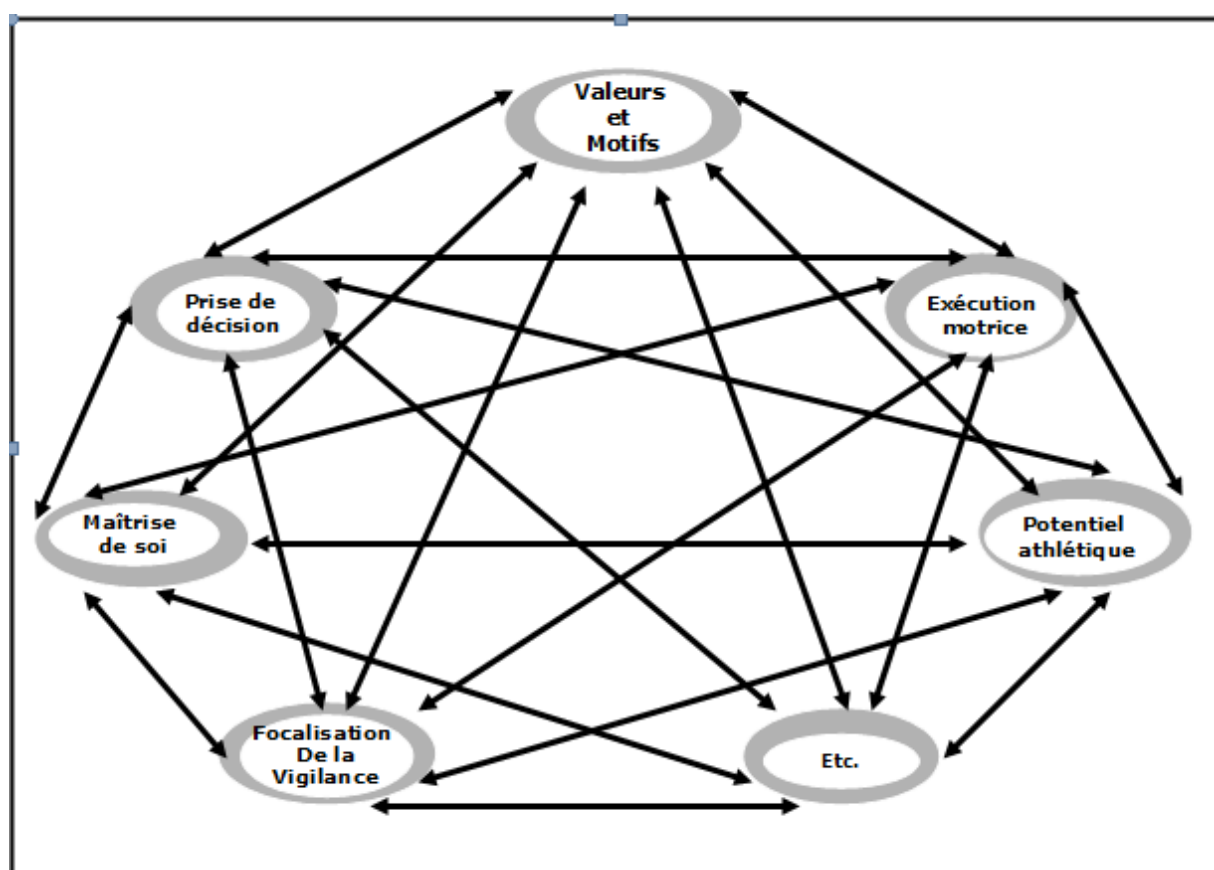 Valeurs
et
Motifs
Prise de
décision
Exécution
motrice
Maîtrise
de soi
Potentiel
athlétique
Focalisation
De la
Vigilance
Etc.